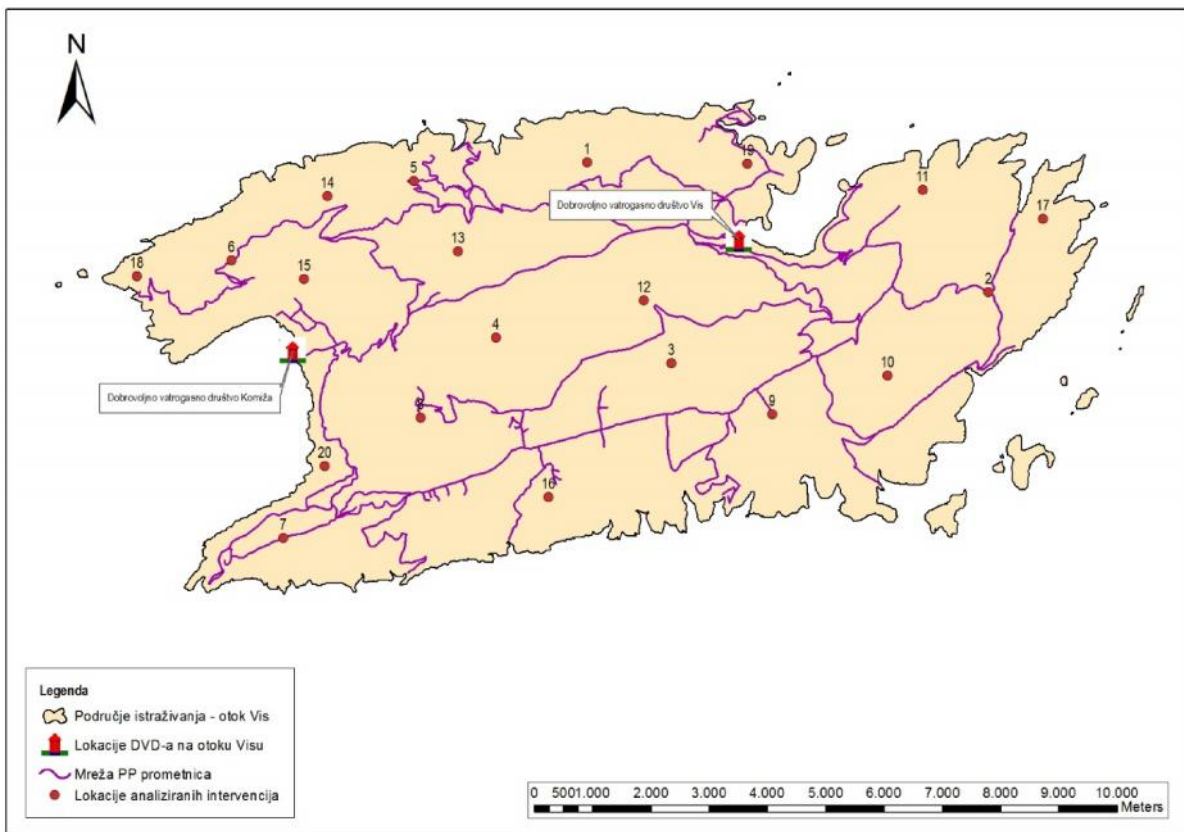 N
1
19
5
11
14
17
Dobrovoljno vatrogasno društvo Vis
13
6
18
15
2
12
4
3
10
Dobrovoljno vatrogasno društvo Komiža
9
20
16
7
Legenda
Područje istraživanja - otok Vis
Lokacije DVD-a na otoku Visu
Mreža PP prometnica
Lokacije analiziranih intervencija
0 5001.000 2.000 3.000 4.000 5.000 6.000 7.000 8.000 9.000 10.000
Meters